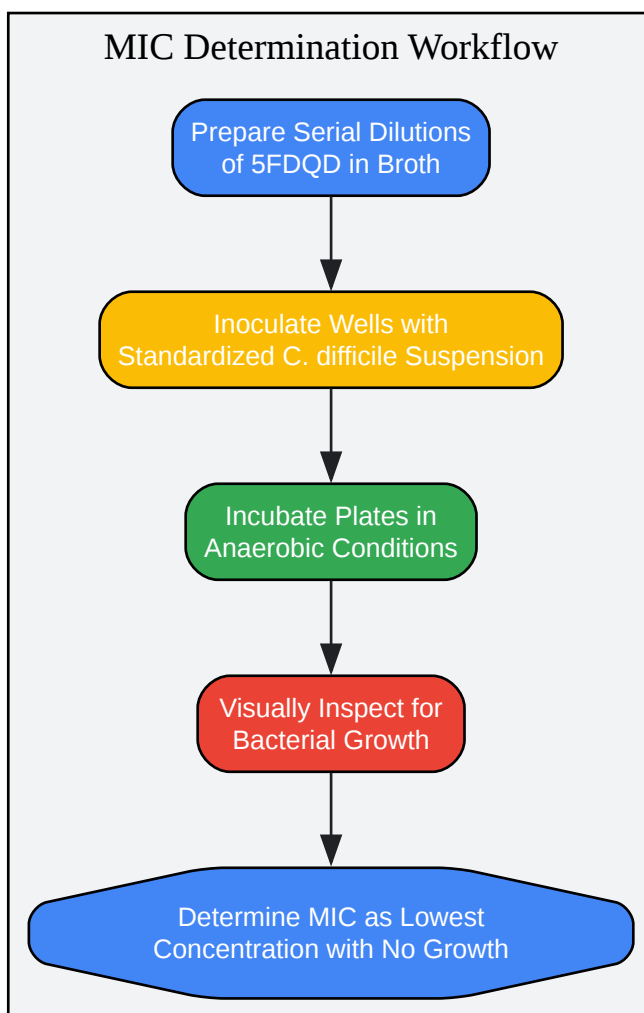 MIC Determination Workflow
Prepare Serial Dilutions
of 5FDQD in Broth
Inoculate Wells with
Standardized C. difficile Suspension
Incubate Plates in
Anaerobic Conditions
Visually Inspect for
Bacterial Growth
Determine MIC as Lowest
Concentration with No Growth